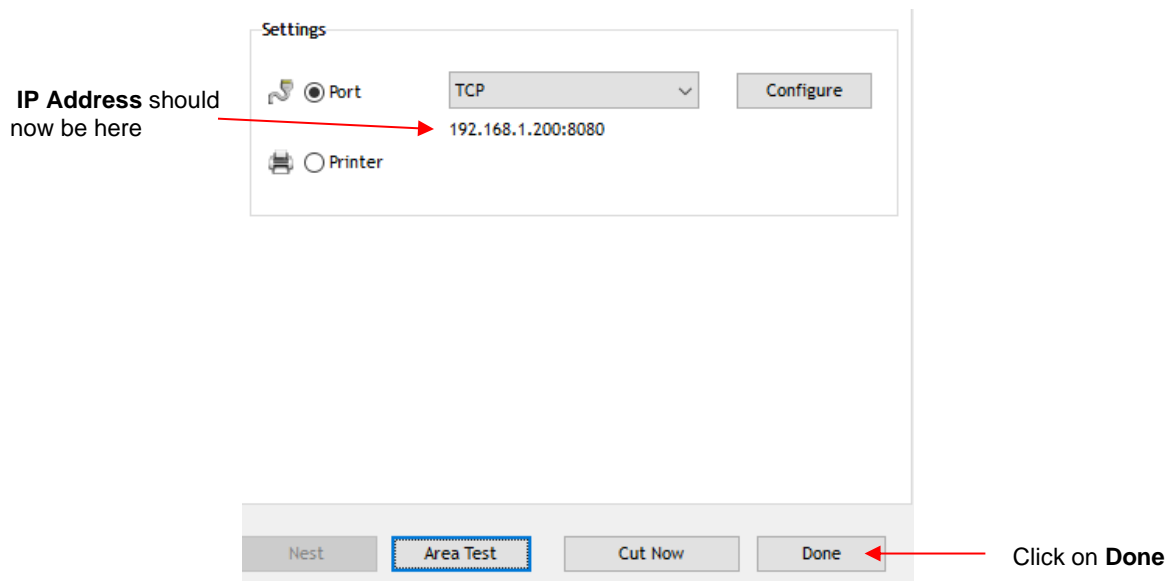 Settings
Port
TCP
Configure
IP Address should
now be here
192.168.1.200:8080
Printer
Nest
Area Test
Cut Now
Done
Click on Done